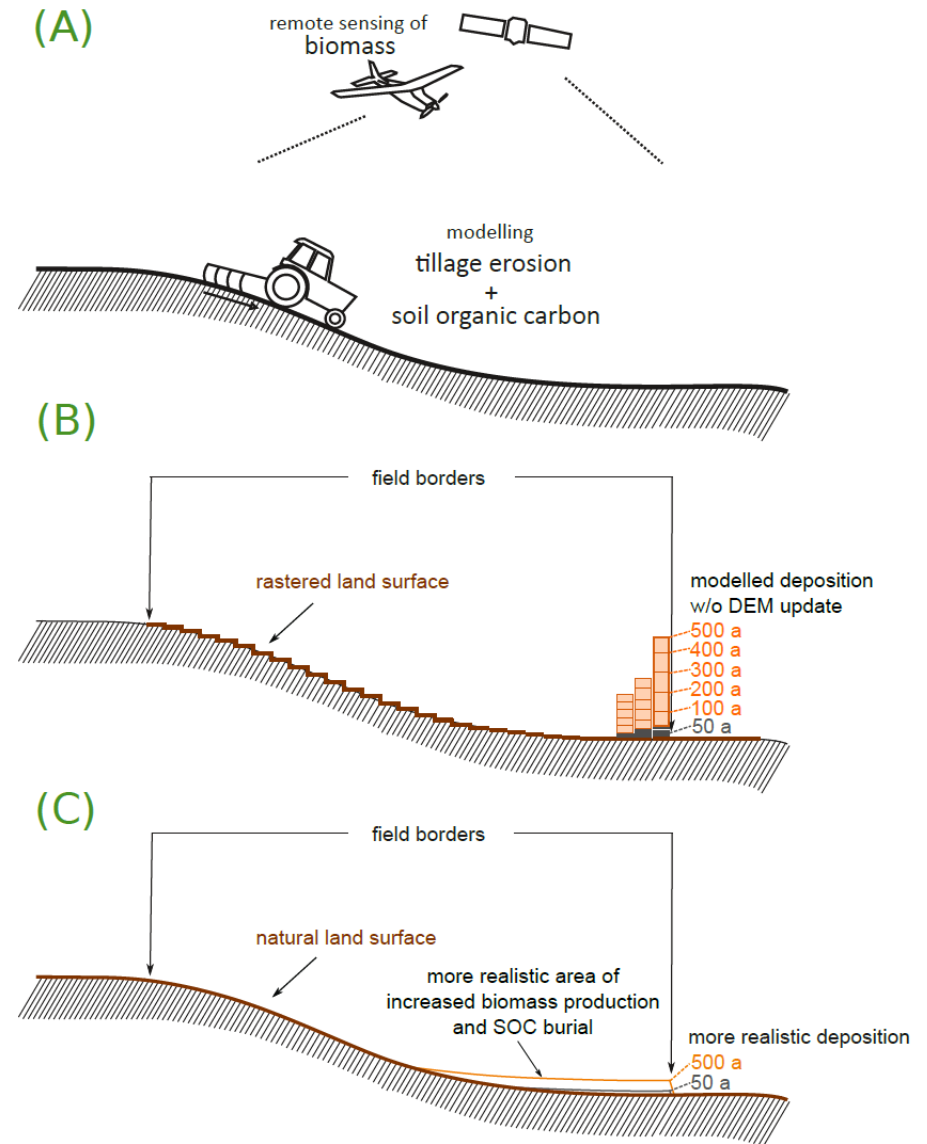 (A)
remote sensing of
biomass
modelling
tillage erosion
+
soil organic carbon
(B)
field borders
rastered land surface
modelled deposition
w/o DEM update
500 a
400 a
300 a
200 a
100 a
50 a
(C)
field borders
natural land surface
more realistic area of
increased biomass production
and SOC burial
more realistic deposition
500 a
50 a